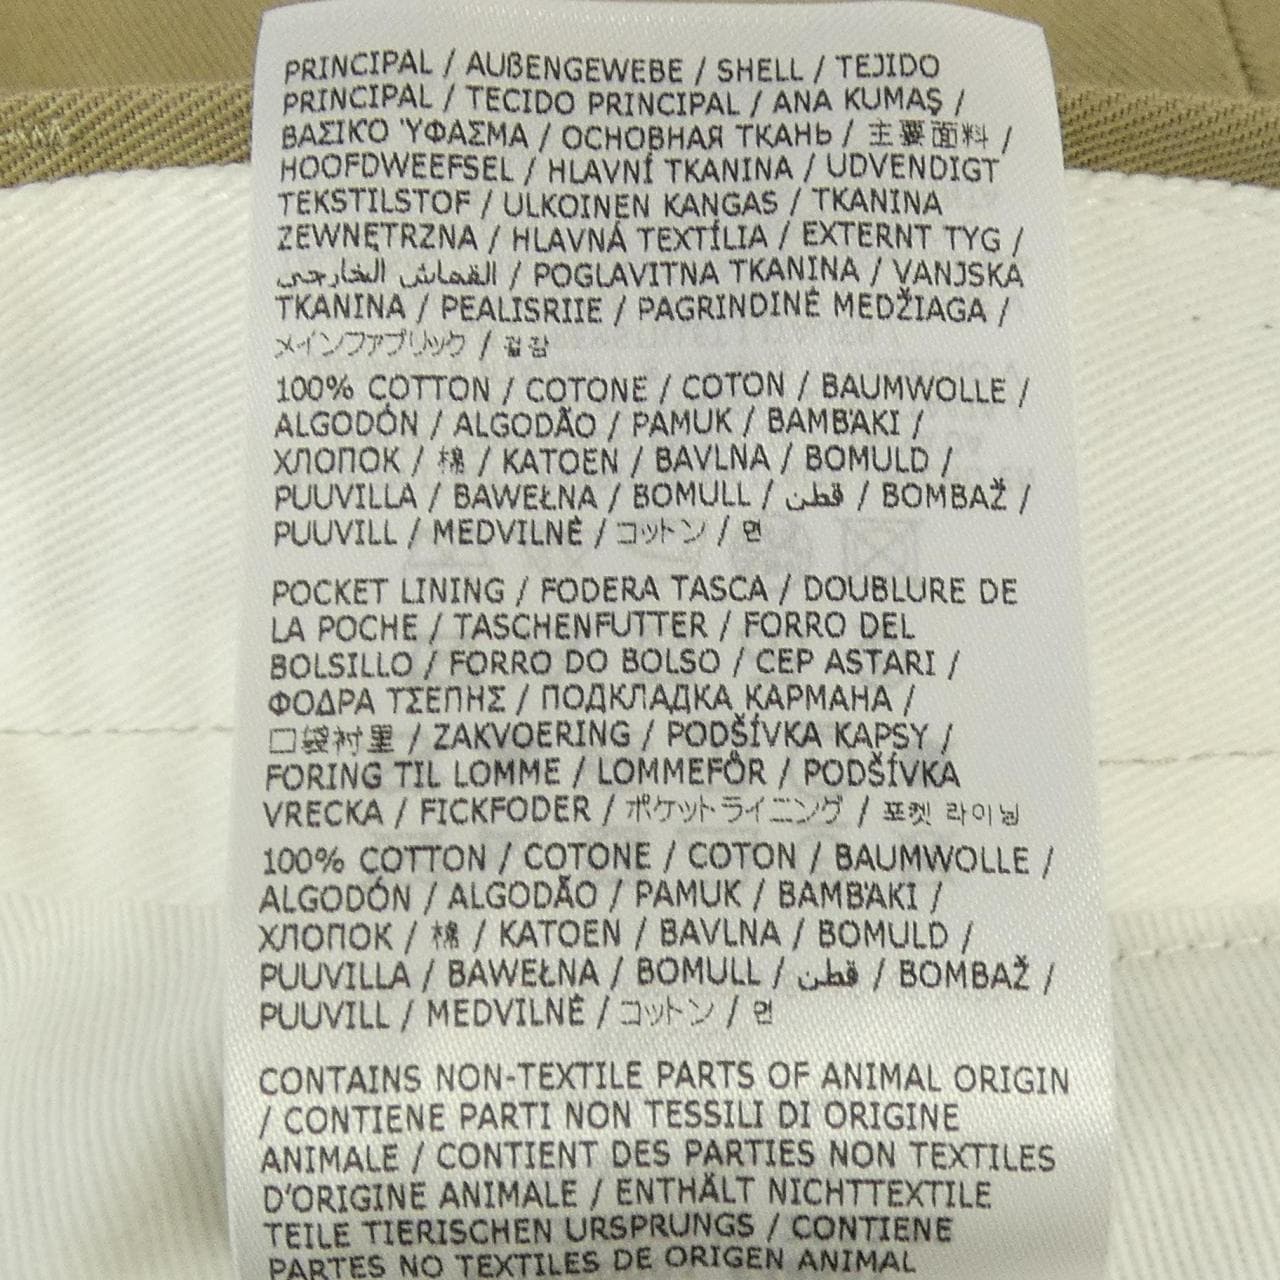 PRINCIPAL / AUßENGEWEBE / SHELL / TEJIDO
PRINCIPAL / TECIDO PRINCIPAL / ANA KUMAŞ /
ΒΑΣΙΚΟ ΎΦΑΣΜΑ / ОСНОВНАЯ ТКАНЬ / 主要面料 /
HOOFDWEEFSEL / HLAVNÍ TKANINA / UDVENDIGT
TEKSTILSTOF / ULKOINEN KANGAS / TKANINA
ZEWNĘTRZNA / HLAVNÁ TEXTÍLIA / EXTERNT TYG /
القماش الخارجي / POGLAVITNA TKANINA / VANJSKA
TKANINA / PEALISRIIE / PAGRINDINĖ MEDŽIAGA /
メインファブリック / 겉감
100% COTTON / COTONE / COTON / BAUMWOLLE /
ALGODÓN / ALGODÃO / PAMUK / BAMB'AKI /
ХЛОПОК / 棉 / KATOEN / BAVLNA / BOMULD /
PUUVILLA / BAWEŁNA / BOMULL / قطن / BOMBAŽ /
PUUVILL / MEDVILNĖ / コットン / 면
POCKET LINING / FODERA TASCA / DOUBLURE DE
LA POCHE / TASCHENFUTTER / FORRO DEL
BOLSILLO / FORRO DO BOLSO / CEP ASTARI /
ΦΟΔΡΑ ΤΣΕΠΗΣ / ПОДКЛАДКА КАРМАНА /
口袋衬里 / ZAKVOERING / PODŠÍVKA KAPSY /
FORING TIL LOMME / LOMMEFÔR / PODŠÍVKA
VRECKA / FICKFODER / ポケットライニング / 포켓 라이닝
100% COTTON / COTONE / COTON / BAUMWOLLE /
ALGODÓN / ALGODÃO / PAMUK / BAMB'AKI /
ХЛОПОК / 棉 / KATOEN / BAVLNA / BOMULD /
PUUVILLA / BAWEŁNA / BOMULL / قطن / BOMBAŽ /
PUUVILL / MEDVILNĖ / コットン / 면
CONTAINS NON-TEXTILE PARTS OF ANIMAL ORIGIN
/ CONTIENE PARTI NON TESSILI DI ORIGINE
ANIMALE / CONTIENT DES PARTIES NON TEXTILES
D'ORIGINE ANIMALE / ENTHÄLT NICHTTEXTILE
TEILE TIERISCHEN URSPRUNGS / CONTIENE
PARTES NO TEXTILES DE ORIGEN ANIMAL